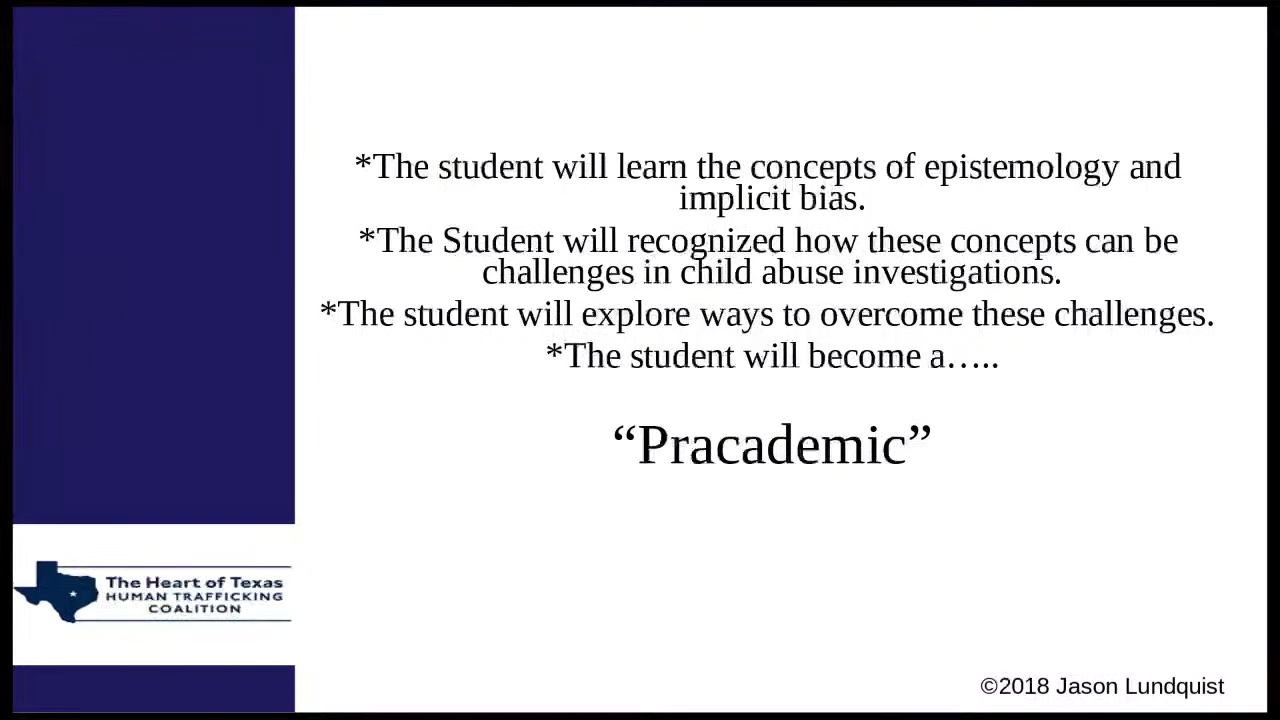 *The student will learn the concepts of epistemology and
implicit bias.
*The Student will recognized how these concepts can be
challenges in child abuse investigations.
*The student will explore ways to overcome these challenges.
*The student will become a…..
“Pracademic”
The Heart of Texas
HUMAN TRAFFICKING
COALITION
©2018 Jason Lundquist